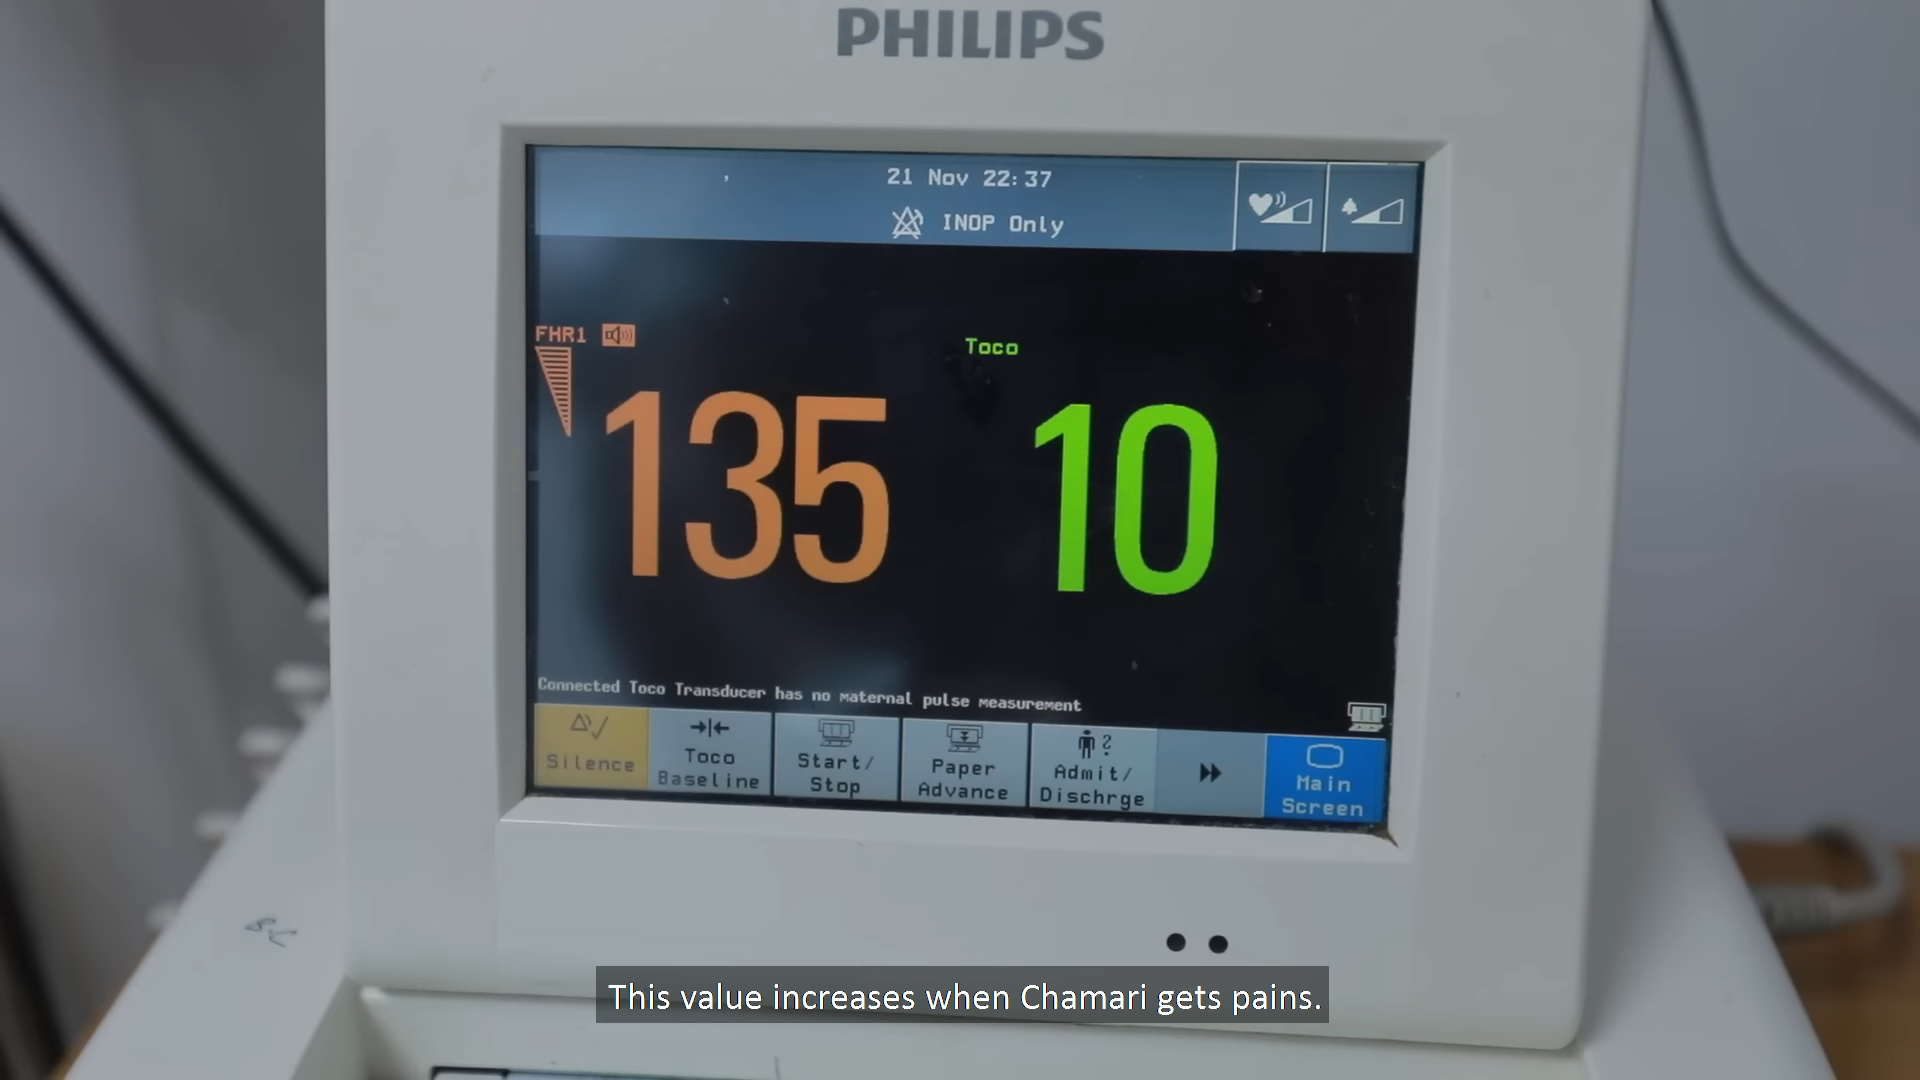 PHILIPS
21 Nov 22:37
INOP Only
FHR1
Toco
135
10
Connected Toco Transducer has no maternal pulse measurement
Silence
Toco
Baseline
Start/
Stop
Paper
Advance
Admit/
Dischrge
Main
Screen
B-C
This value increases when Chamari gets pains.